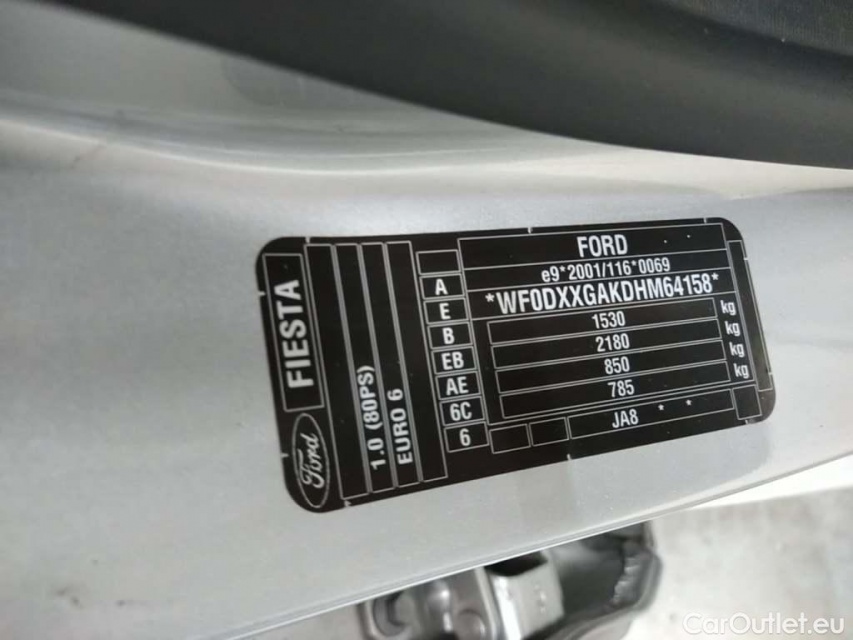 FORD
e9*2001/116*0069
*WF0DXXGAKDHM64158*
1530 kg
2180 kg
850 kg
785 kg
JA8 * *
A
E
B
EB
AE
6C
6
FIESTA
Ford
1.0 (80PS)
EURO 6
CarOutlet.eu